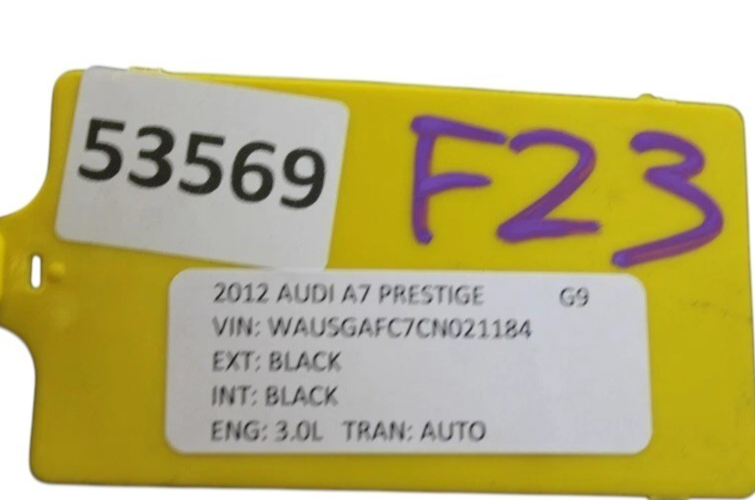 53569
F23
2012 AUDI A7 PRESTIGE G9
VIN: WAUSGAFC7CN021184
EXT: BLACK
INT: BLACK
ENG: 3.0L TRAN: AUTO